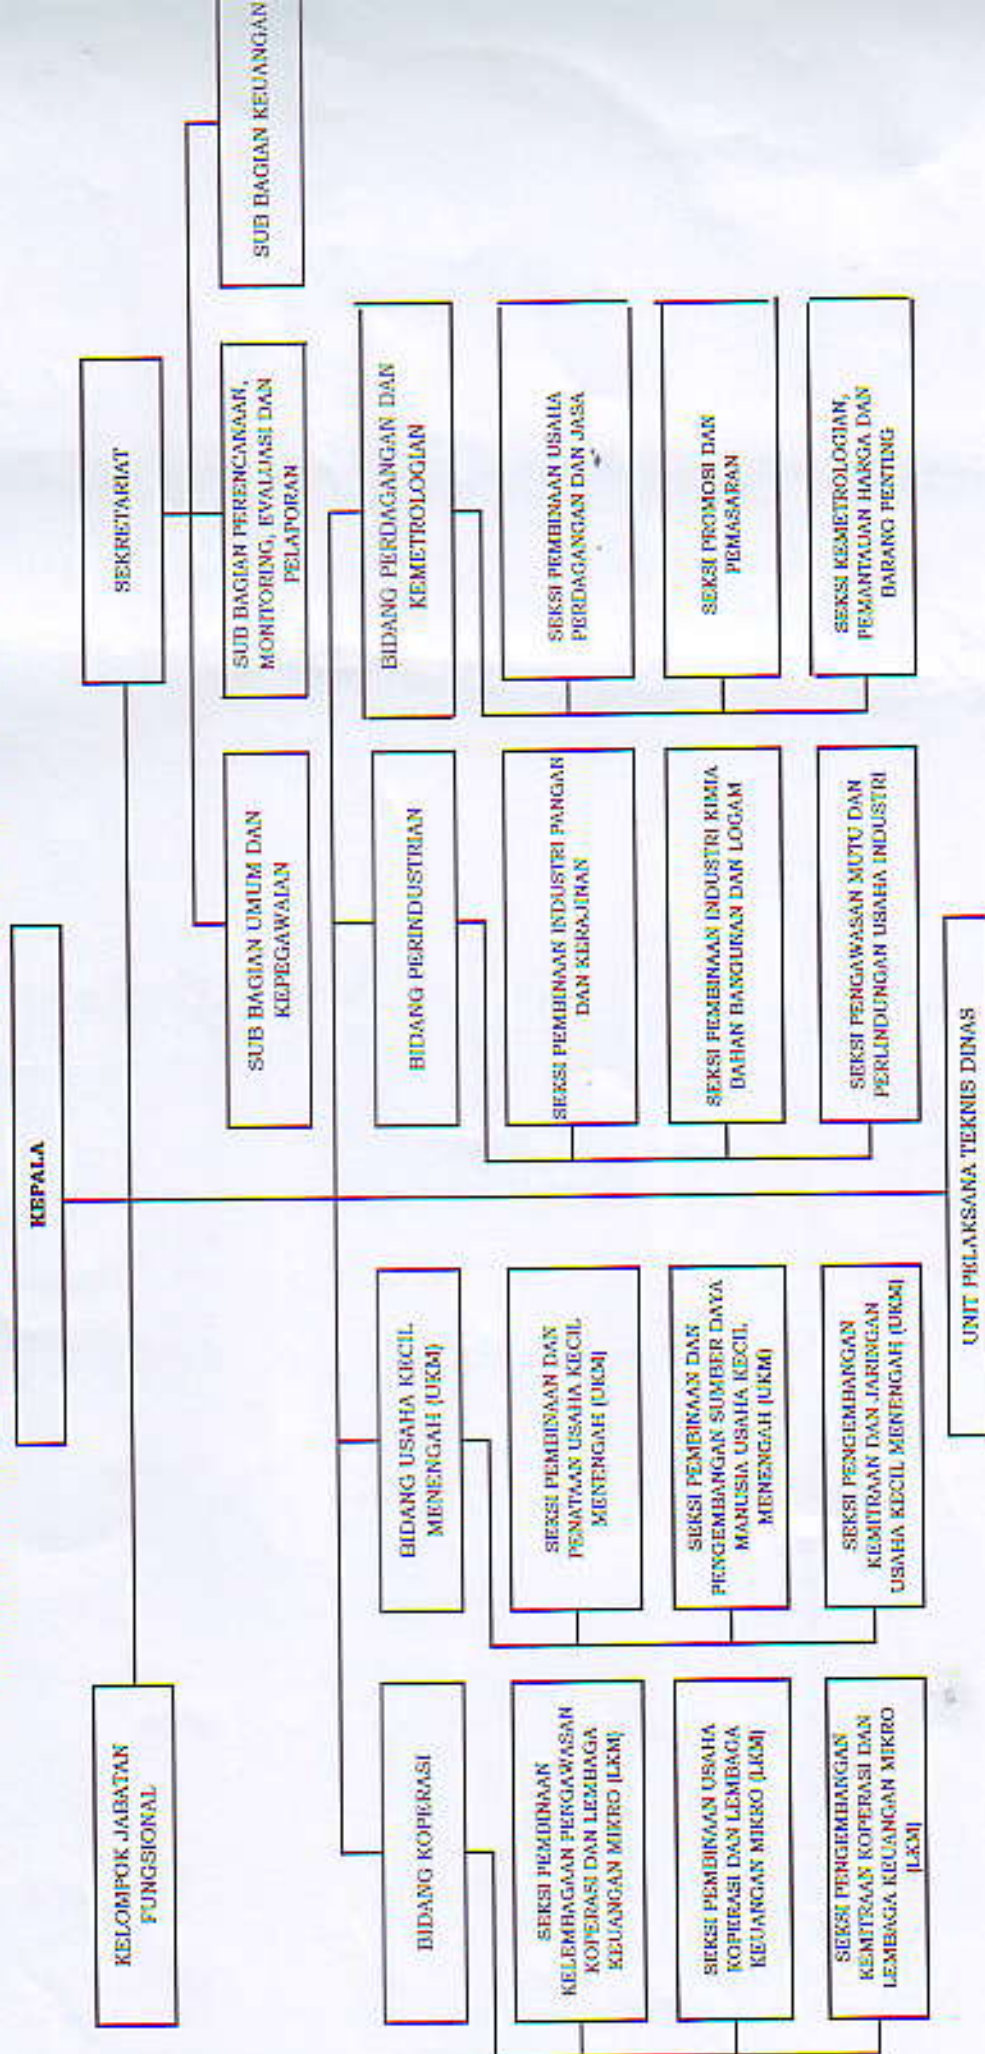 KEPALA
KELOMPOK JABATAN
FUNGSIONAL
SEKRETARIAT
SUB BAGIAN UMUM DAN
KEPEGAWAIAN
SUB BAGIAN PERENCANAAN,
MONITORING, EVALUASI DAN
PELAPORAN
SUB BAGIAN KEUANGAN
BIDANG KOPERASI
BIDANG USAHA KECIL
MENENGAH (UKM)
BIDANG PERINDUSTRIAN
BIDANG PERDAGANGAN DAN
KEMETROLOGIAN
SEKSI PEMBINAAN
KELEMBAGAAN PENGAWASAN
KOPERASI DAN LEMBAGA
KEUANGAN MIKRO (LKM)
SEKSI PEMBINAAN DAN
PENATAAN USAHA KECIL
MENENGAH (UKM)
SEKSI PEMBINAAN INDUSTRI PANGAN
DAN KERAJINAN
SEKSI PEMBINAAN USAHA
PERDAGANGAN DAN JASA
SEKSI PEMBINAAN USAHA
KOPERASI DAN LEMBAGA
KEUANGAN MIKRO (LKM)
SEKSI PEMBINAAN DAN
PENGEMBANGAN SUMBER DAYA
MANUSIA USAHA KECIL
MENENGAH (UKM)
SEKSI PEMBINAAN INDUSTRI KIMIA
BAHAN BANGUNAN DAN LOGAM
SEKSI PROMOSI DAN
PEMASARAN
SEKSI PENGEMBANGAN
KEMITRAAN KOPERASI DAN
LEMBAGA KEUANGAN MIKRO
(LKM)
SEKSI PENGEMBANGAN
KEMITRAAN DAN JARINGAN
USAHA KECIL MENENGAH (UKM)
SEKSI PENGAWASAN MUTU DAN
PERLINDUNGAN USAHA INDUSTRI
SEKSI KEMETROLOGIAN,
PEMANTAUAN HARGA DAN
BARANG PENTING
UNIT PELAKSANA TEKNIS DINAS